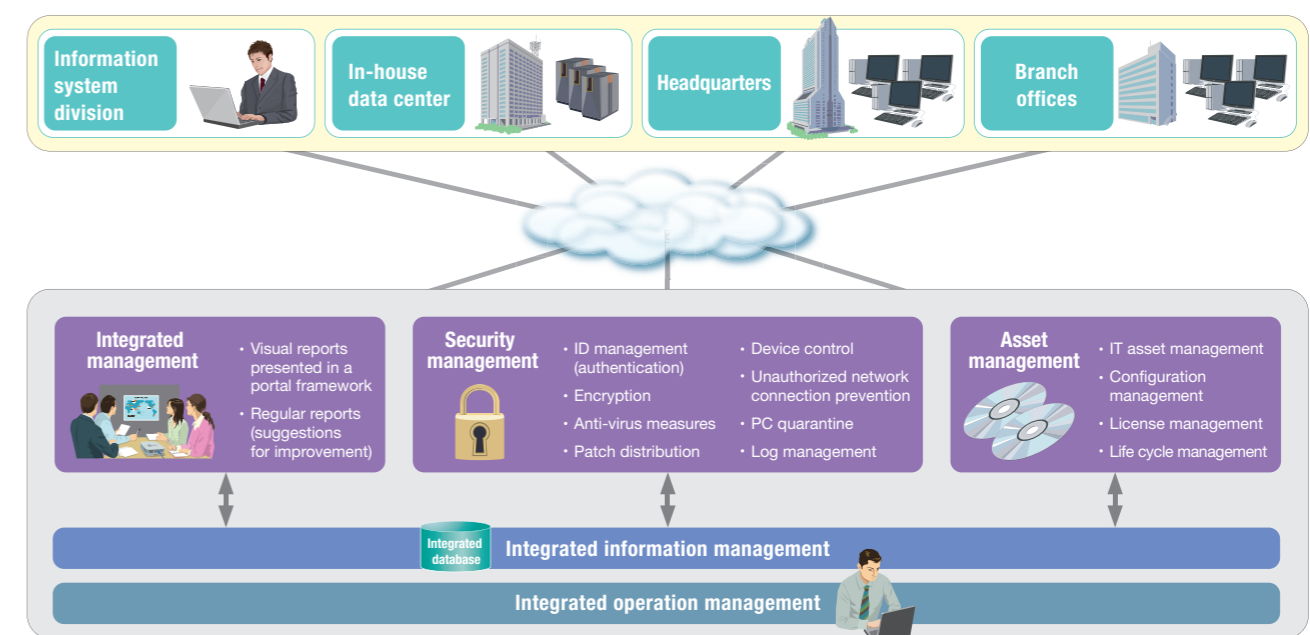 Information
system
division
In-house
data center
Headquarters
Branch
offices
Integrated
management
• Visual reports
presented in a
portal framework
• Regular reports
(suggestions
for improvement)
Security
management
• ID management
(authentication)
• Encryption
• Anti-virus measures
• Patch distribution
• Device control
• Unauthorized network
connection prevention
• PC quarantine
• Log management
Asset
management
• IT asset management
• Configuration
management
• License management
• Life cycle management
Integrated
database
Integrated information management
Integrated operation management